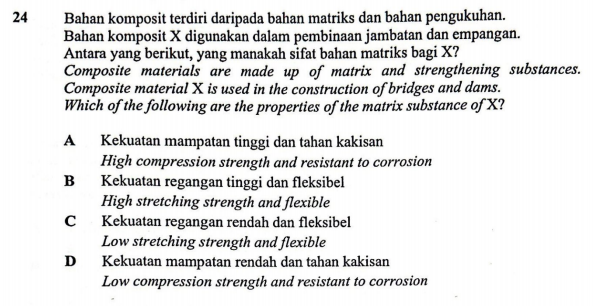 24 Bahan komposit terdiri daripada bahan matriks dan bahan pengukuhan.
Bahan komposit X digunakan dalam pembinaan jambatan dan empangan.
Antara yang berikut, yang manakah sifat bahan matriks bagi X?
Composite materials are made up of matrix and strengthening substances.
Composite material X is used in the construction of bridges and dams.
Which of the following are the properties of the matrix substance of X?
A Kekuatan mampatan tinggi dan tahan kakisan
High compression strength and resistant to corrosion
B Kekuatan regangan tinggi dan fleksibel
High stretching strength and flexible
C Kekuatan regangan rendah dan fleksibel
Low stretching strength and flexible
D Kekuatan mampatan rendah dan tahan kakisan
Low compression strength and resistant to corrosion